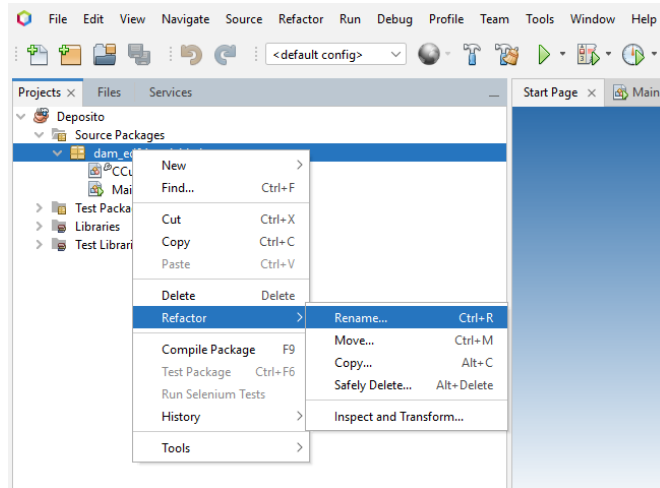 File Edit View Navigate Source Refactor Run Debug Profile Team Tools Window Help
<default config>
Projects Files Services
Start Page Main
Deposito
Source Packages
New
Find... Ctrl+F
Cut Ctrl+X
Copy Ctrl+C
Paste Ctrl+V
Delete Delete
Refactor
Compile Package F9
Test Package Ctrl+F6
Run Selenium Tests
History
Tools
Rename... Ctrl+R
Move... Ctrl+M
Copy... Alt+C
Safely Delete... Alt+Delete
Inspect and Transform...
CCu
Mai
Test Packa
Libraries
Test Librari